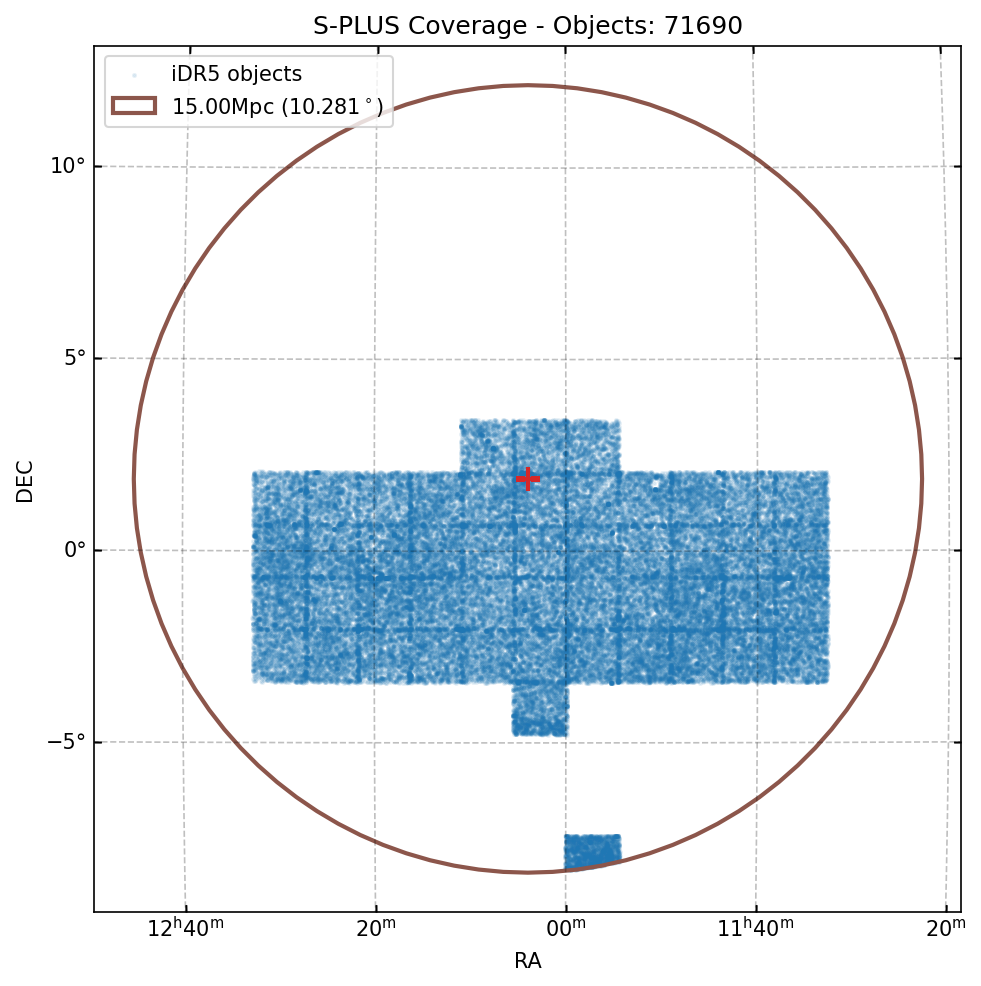 S-PLUS Coverage - Objects: 71690
iDR5 objects
15.00Mpc (10.281°)
10°
5°
0°
−5°
DEC
12h40m 20m 00m 11h40m 20m
RA